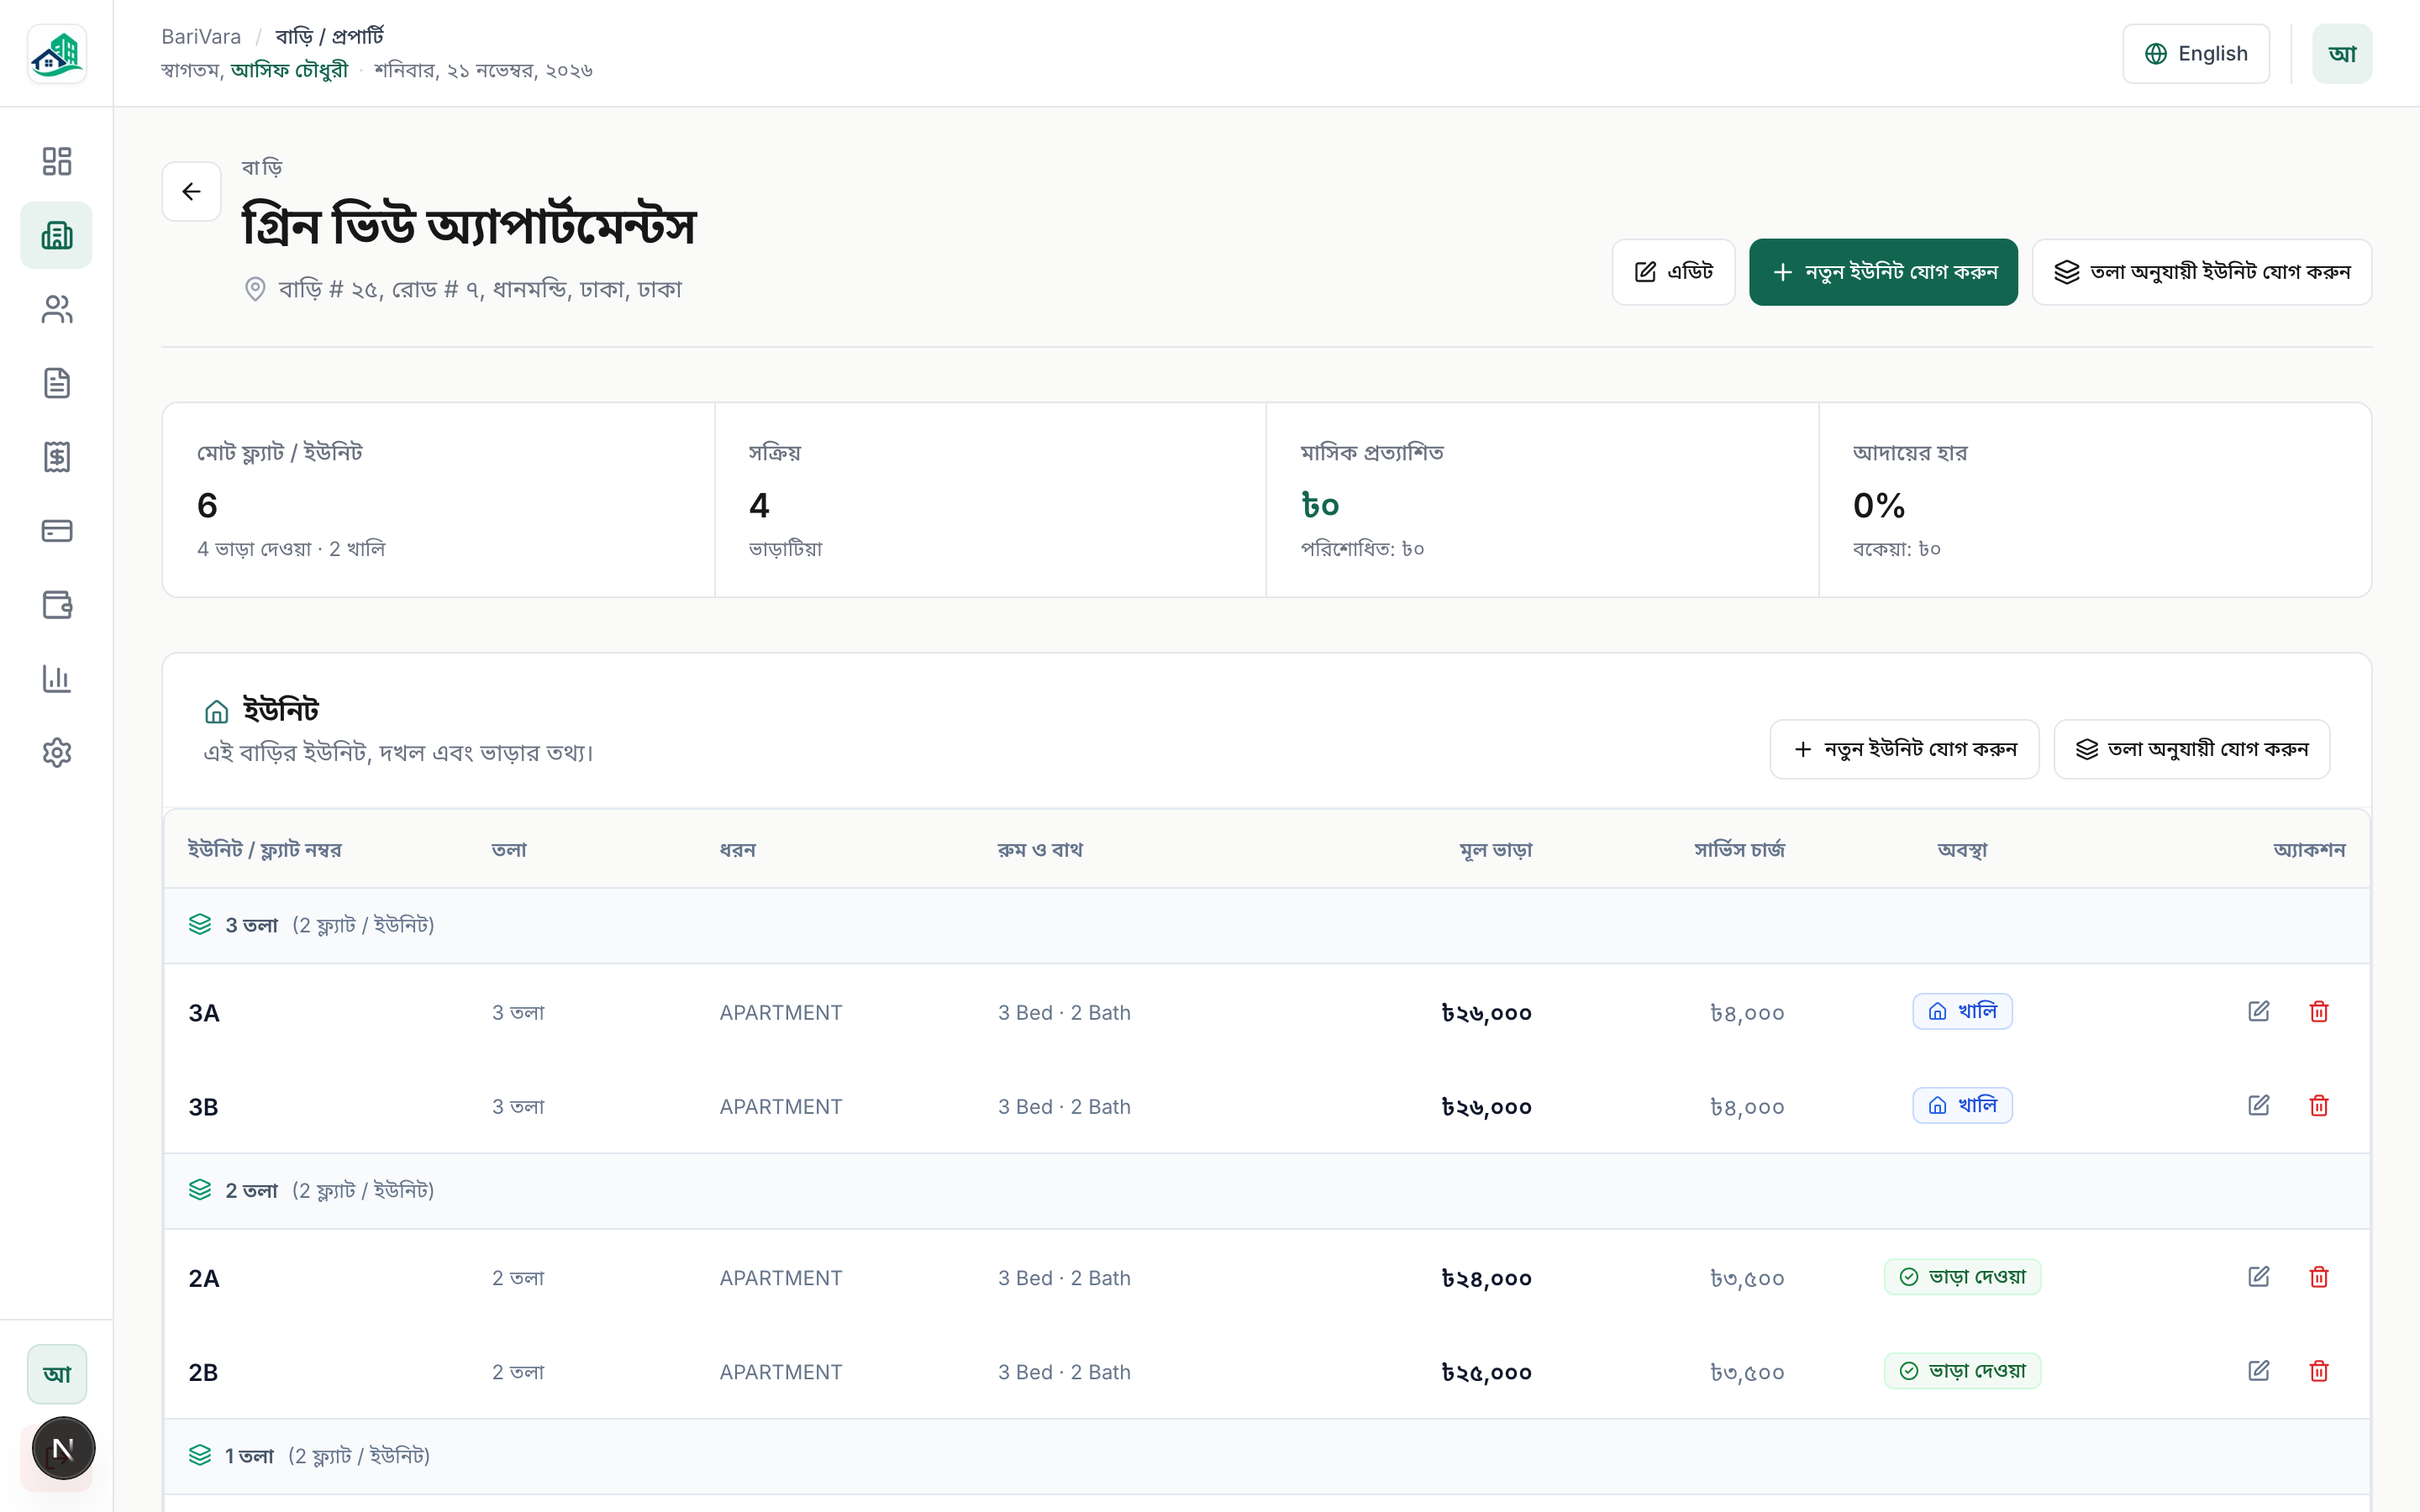 BariVara / বাড়ি / প্রপার্টি
স্বাগতম, আসিফ চৌধুরী · শনিবার, ২১ নভেম্বর, ২০২৬
English
আ
বাড়ি
গ্রিন ভিউ অ্যাপার্টমেন্টস
বাড়ি # ২৫, রোড # ৭, ধানমন্ডি, ঢাকা, ঢাকা
এডিট
নতুন ইউনিট যোগ করুন
তলা অনুযায়ী ইউনিট যোগ করুন
মোট ফ্ল্যাট / ইউনিট
6
4 ভাড়া দেওয়া · 2 খালি
সক্রিয়
4
ভাড়াটিয়া
মাসিক প্রত্যাশিত
৳০
পরিশোধিত: ৳০
আদায়ের হার
0%
বকেয়া: ৳০
ইউনিট
এই বাড়ির ইউনিট, দখল এবং ভাড়ার তথ্য।
নতুন ইউনিট যোগ করুন
তলা অনুযায়ী যোগ করুন
ইউনিট / ফ্ল্যাট নম্বর তলা ধরন রুম ও বাথ মূল ভাড়া সার্ভিস চার্জ অবস্থা অ্যাকশন
3 তলা (2 ফ্ল্যাট / ইউনিট)
3A 3 তলা APARTMENT 3 Bed · 2 Bath ৳২৬,০০০ ৳৪,০০০ খালি
3B 3 তলা APARTMENT 3 Bed · 2 Bath ৳২৬,০০০ ৳৪,০০০ খালি
2 তলা (2 ফ্ল্যাট / ইউনিট)
2A 2 তলা APARTMENT 3 Bed · 2 Bath ৳২৪,০০০ ৳৩,৫০০ ভাড়া দেওয়া
2B 2 তলা APARTMENT 3 Bed · 2 Bath ৳২৫,০০০ ৳৩,৫০০ ভাড়া দেওয়া
1 তলা (2 ফ্ল্যাট / ইউনিট)
আ
N